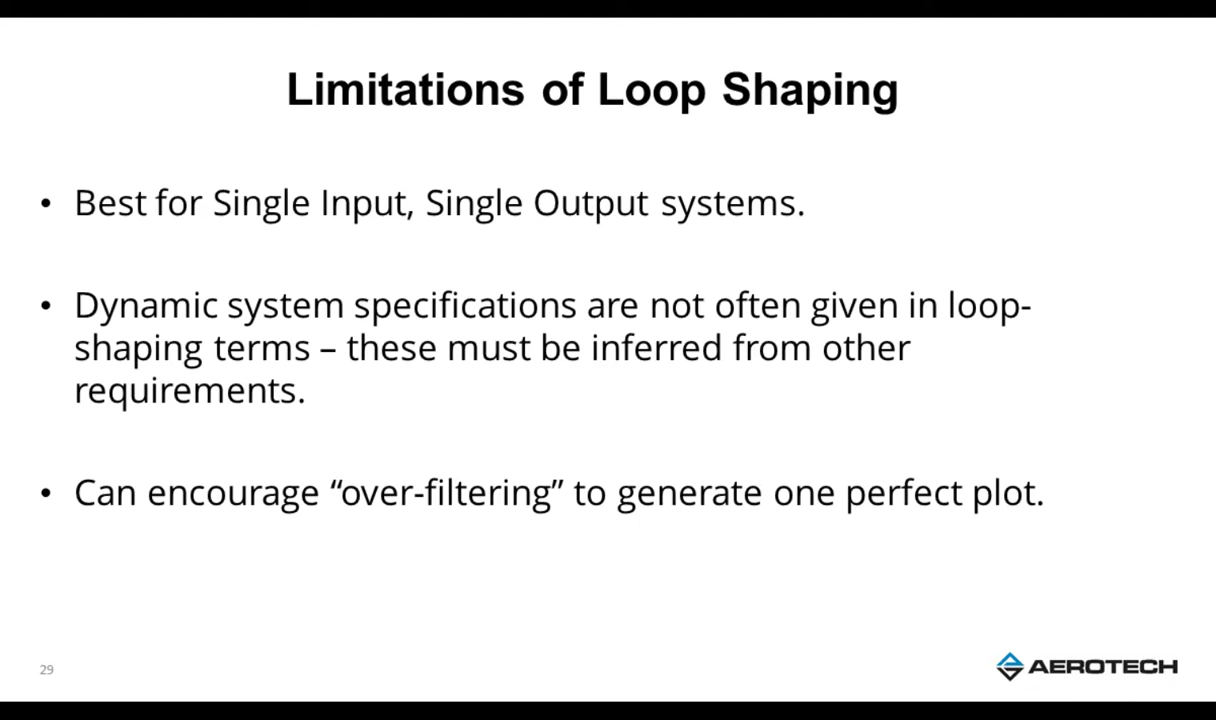 Limitations of Loop Shaping
• Best for Single Input, Single Output systems.
• Dynamic system specifications are not often given in loop-
shaping terms – these must be inferred from other
requirements.
• Can encourage “over-filtering” to generate one perfect plot.
29
AEROTECH